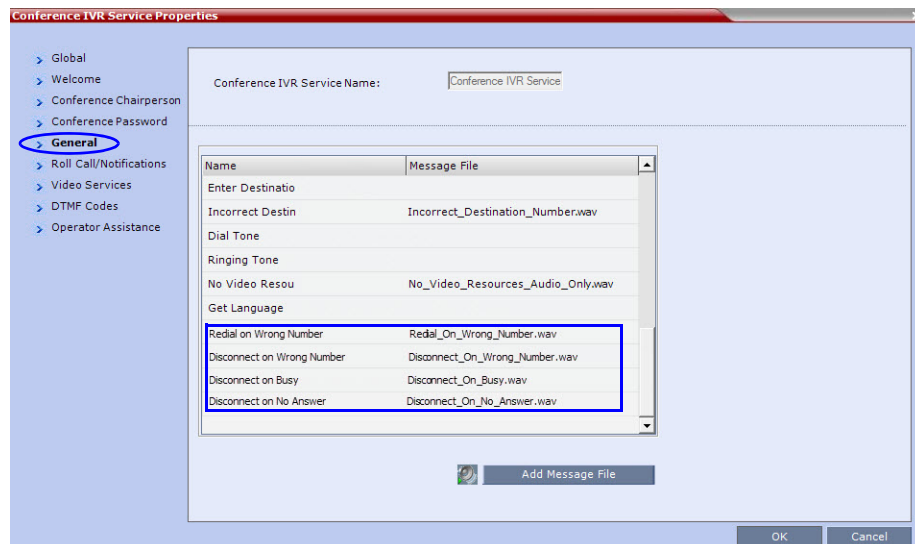 Conference IVR Service Properties
Global
Welcome
Conference Chairperson
Conference Password
General
Roll Call/Notifications
Video Services
DTMF Codes
Operator Assistance
Conference IVR Service Name: Conference IVR Service
Name Message File
Enter Destinatio
Incorrect Destin Incorrect_Destination_Number.wav
Dial Tone
Ringing Tone
No Video Resou No_Video_Resources_Audio_Only.wav
Get Language
Redial on Wrong Number Redial_On_Wrong_Number.wav
Disconnect on Wrong Number Disconnect_On_Wrong_Number.wav
Disconnect on Busy Disconnect_On_Busy.wav
Disconnect on No Answer Disconnect_On_No_Answer.wav
Add Message File
OK Cancel